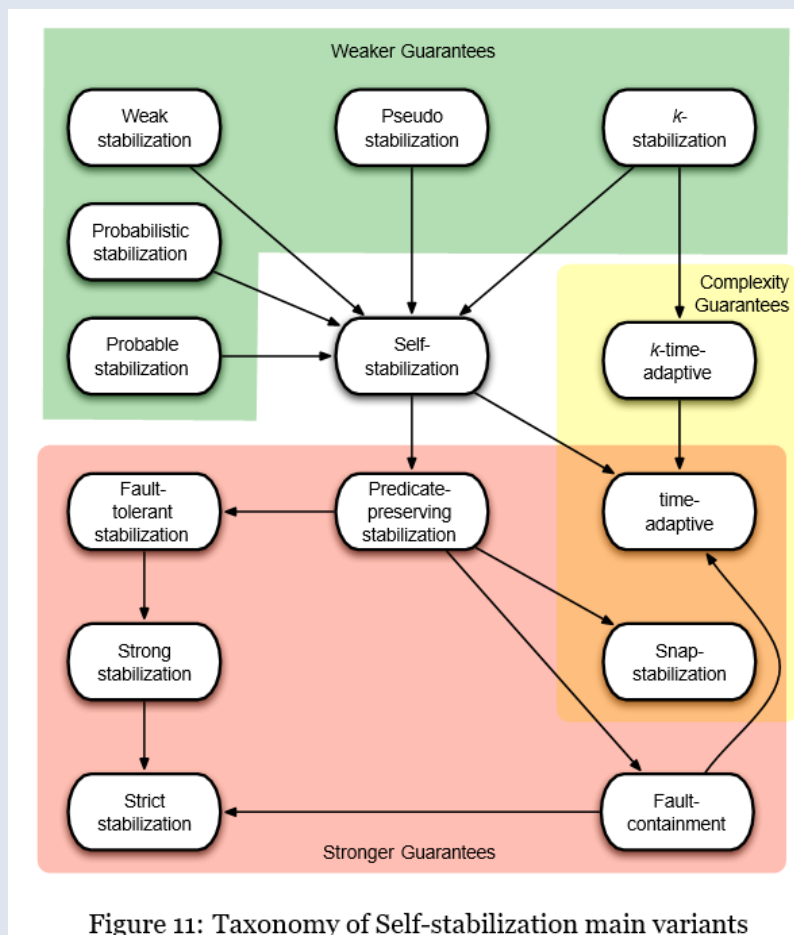 Weaker Guarantees
Weak
stabilization
Pseudo
stabilization
k-
stabilization
Probabilistic
stabilization
Complexity
Guarantees
Probable
stabilization
Self-
stabilization
k-time-
adaptive
Fault-
tolerant
stabilization
Predicate-
preserving
stabilization
time-
adaptive
Strong
stabilization
Snap-
stabilization
Strict
stabilization
Fault-
containment
Stronger Guarantees
Figure 11: Taxonomy of Self-stabilization main variants